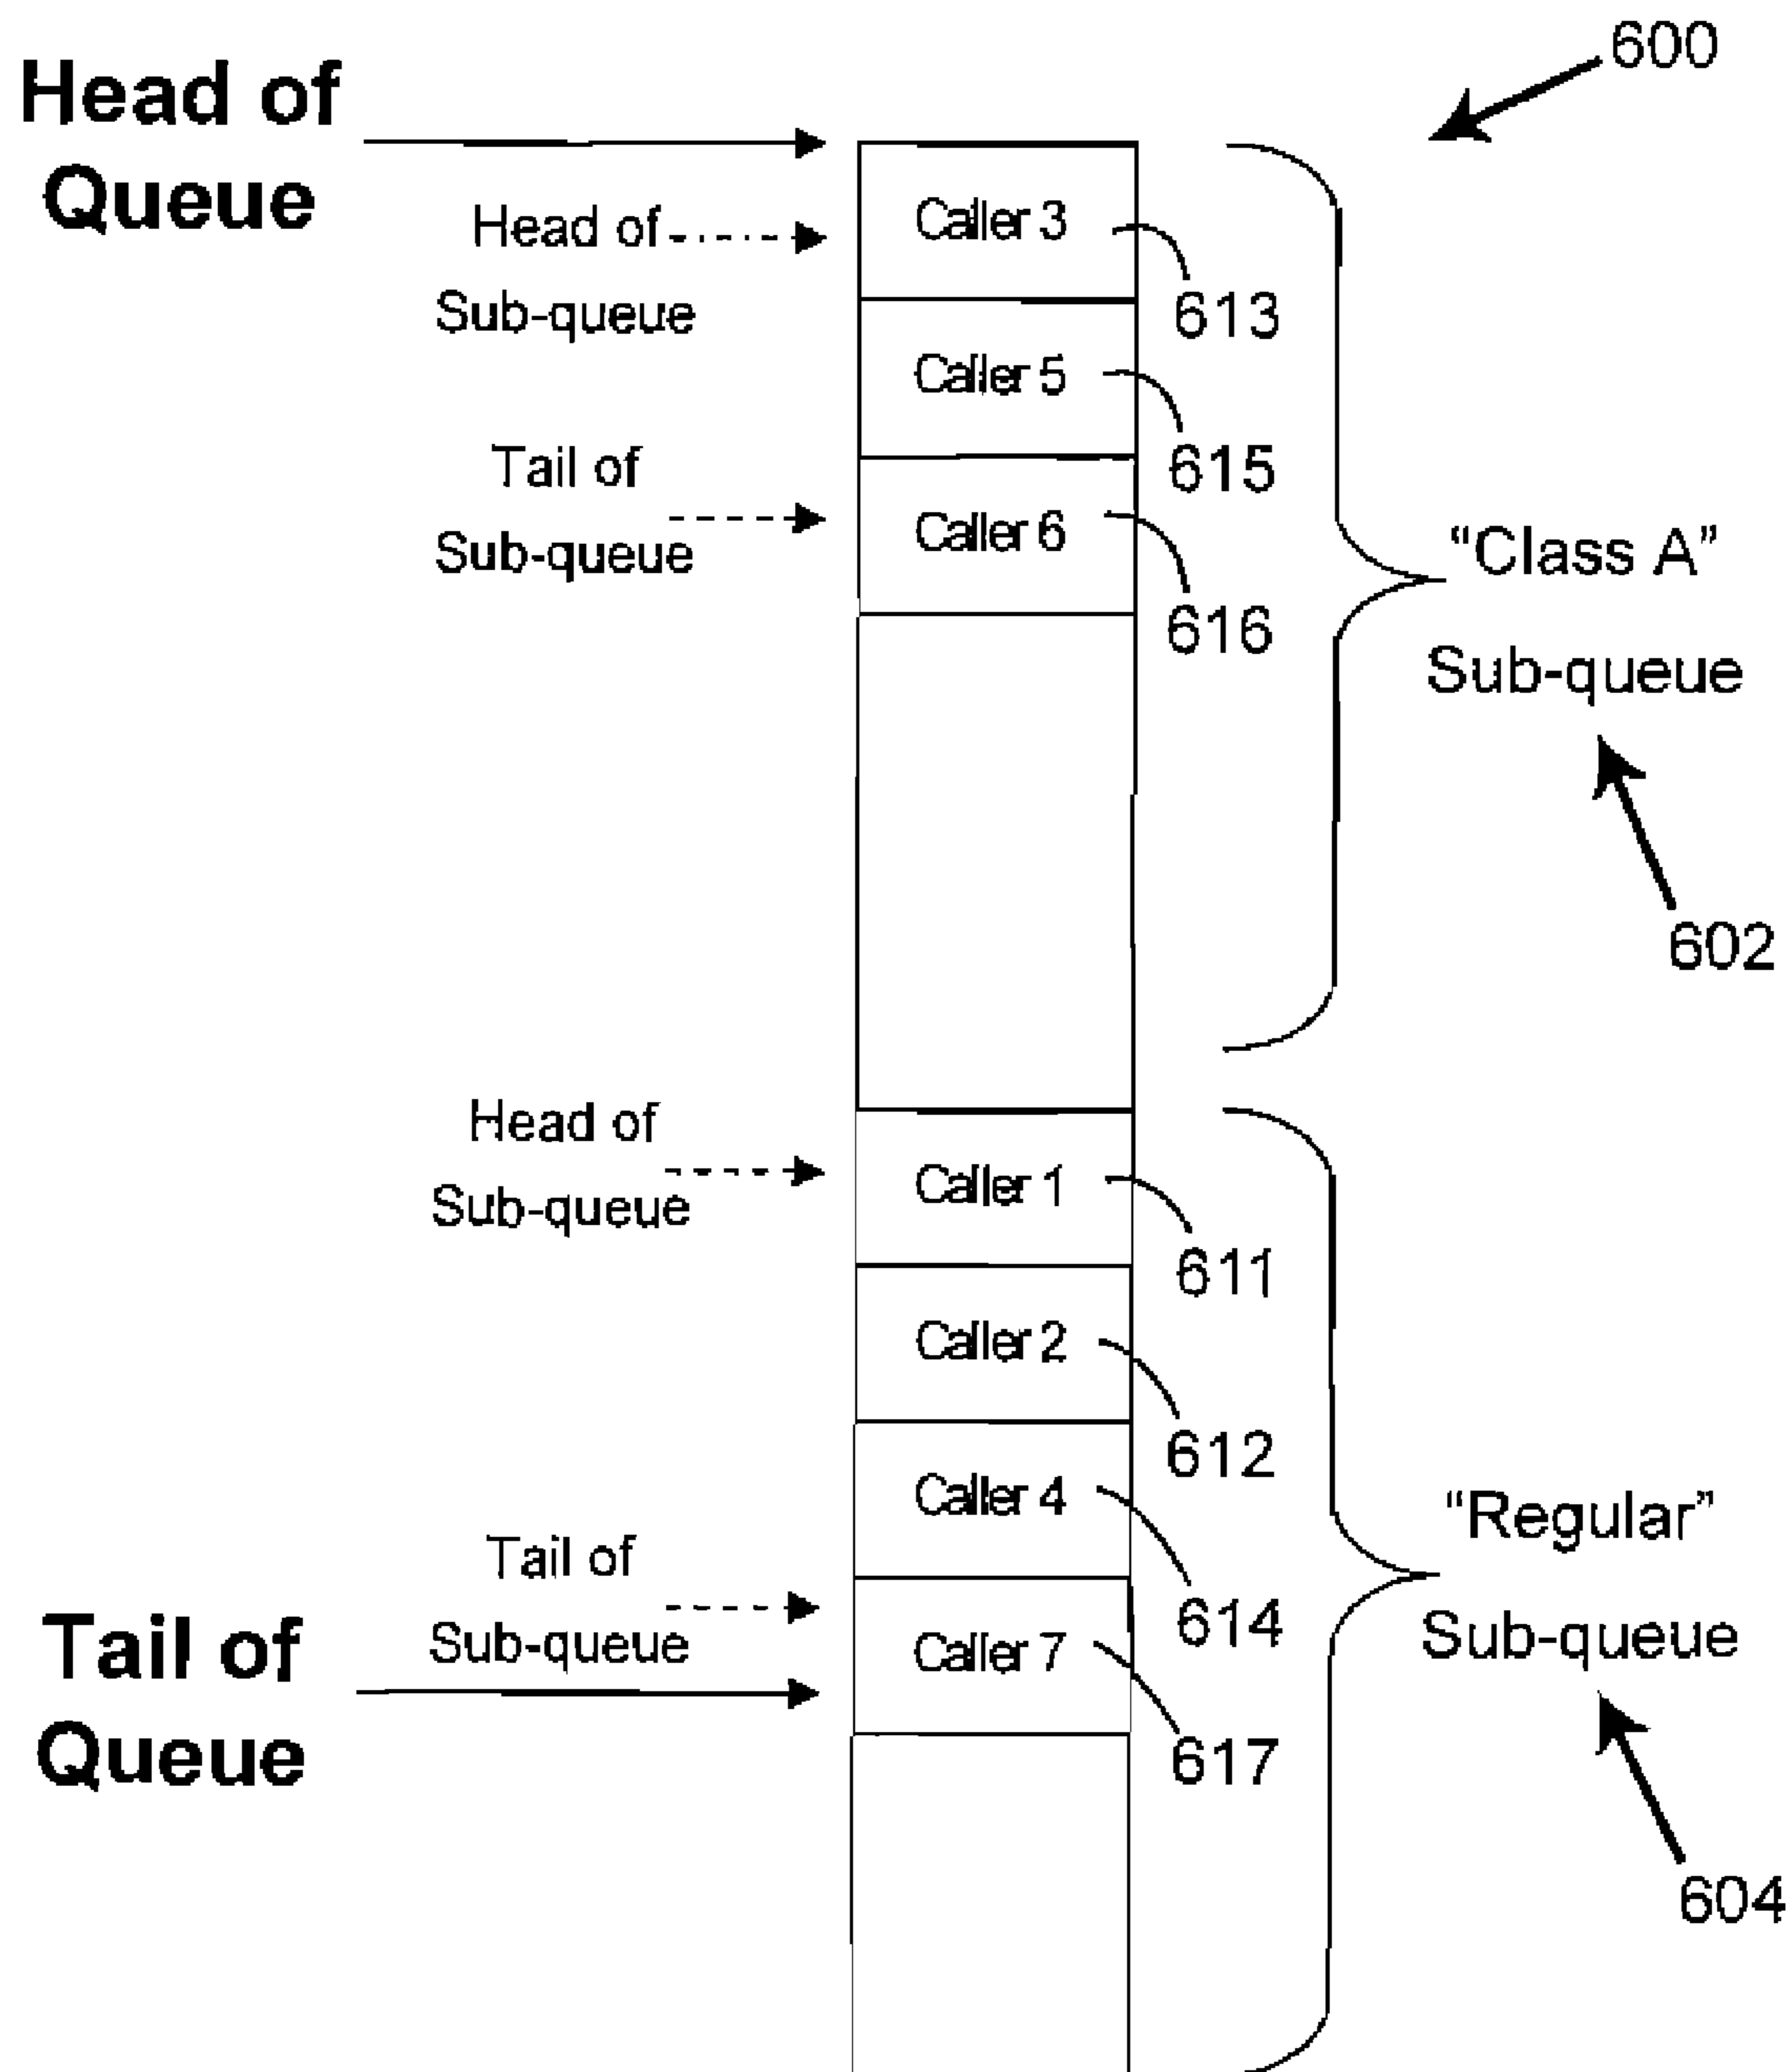 600
Head of
Queue
Head of
Sub-queue
Caller 3
613
Caller 5
615
Tail of
Sub-queue
Caller 6
616
“Class A”
Sub-queue
602
Head of
Sub-queue
Caller 1
611
Caller 2
612
Caller 4
614
“Regular”
Sub-queue
604
Tail of
Sub-queue
Caller 7
617
Tail of
Queue